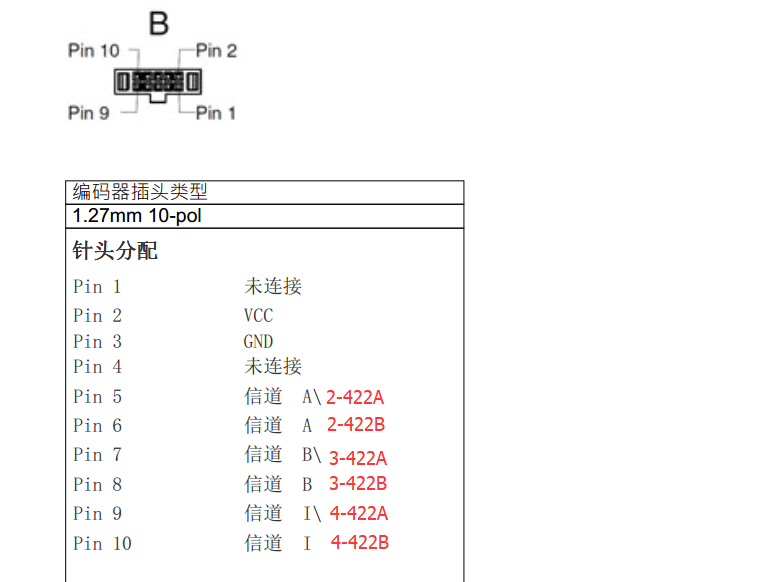 B
Pin 10 Pin 2
Pin 9 Pin 1
编码器插头类型
1.27mm 10-pol
针头分配
Pin 1 未连接
Pin 2 VCC
Pin 3 GND
Pin 4 未连接
Pin 5 信道 A\ 2-422A
Pin 6 信道 A 2-422B
Pin 7 信道 B\ 3-422A
Pin 8 信道 B 3-422B
Pin 9 信道 I\ 4-422A
Pin 10 信道 I 4-422B